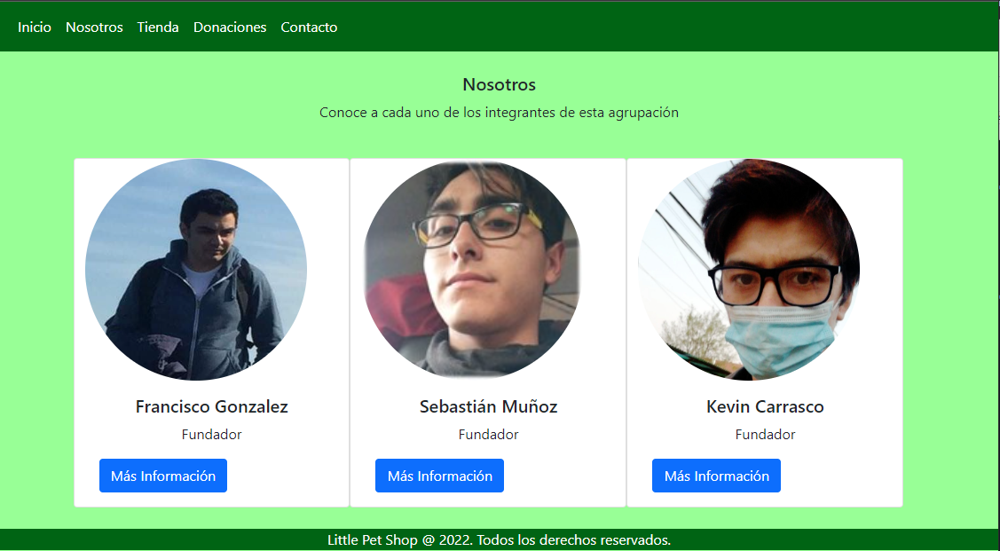 Inicio Nosotros Tienda Donaciones Contacto
Nosotros
Conoce a cada uno de los integrantes de esta agrupación
Francisco Gonzalez
Fundador
Más Información
Sebastián Muñoz
Fundador
Más Información
Kevin Carrasco
Fundador
Más Información
Little Pet Shop @ 2022. Todos los derechos reservados.